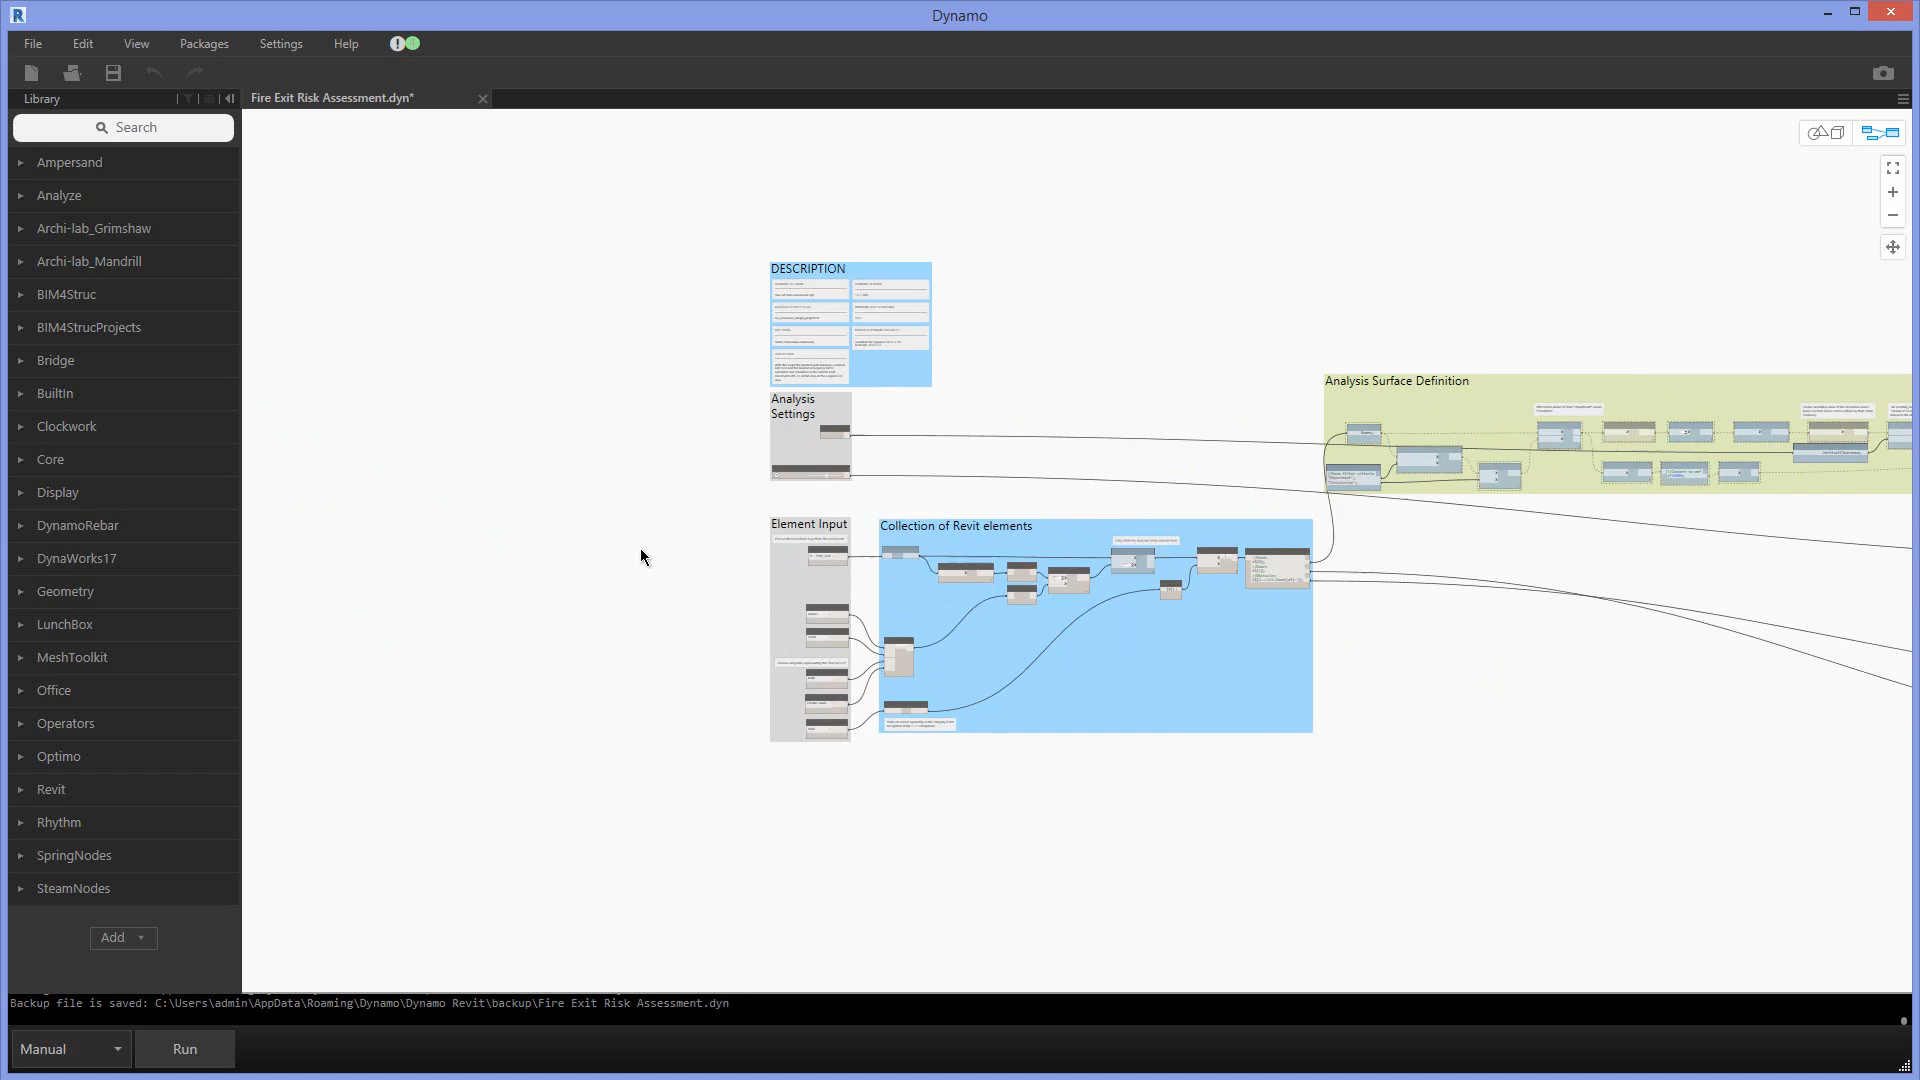 Dynamo
File Edit View Packages Settings Help
Library
Fire Exit Risk Assessment.dyn*
Search
Ampersand
Analyze
Archi-lab_Grimshaw
Archi-lab_Mandrill
BIM4Struc
BIM4StrucProjects
Bridge
BuiltIn
Clockwork
Core
Display
DynamoRebar
DynaWorks17
Geometry
LunchBox
MeshToolkit
Office
Operators
Optimo
Revit
Rhythm
SpringNodes
SteamNodes
Add
DESCRIPTION
Analysis
Settings
Element Input
Collection of Revit elements
Analysis Surface Definition
Backup file is saved: C:\Users\admin\AppData\Roaming\Dynamo\Dynamo Revit\backup\Fire Exit Risk Assessment.dyn
Manual
Run